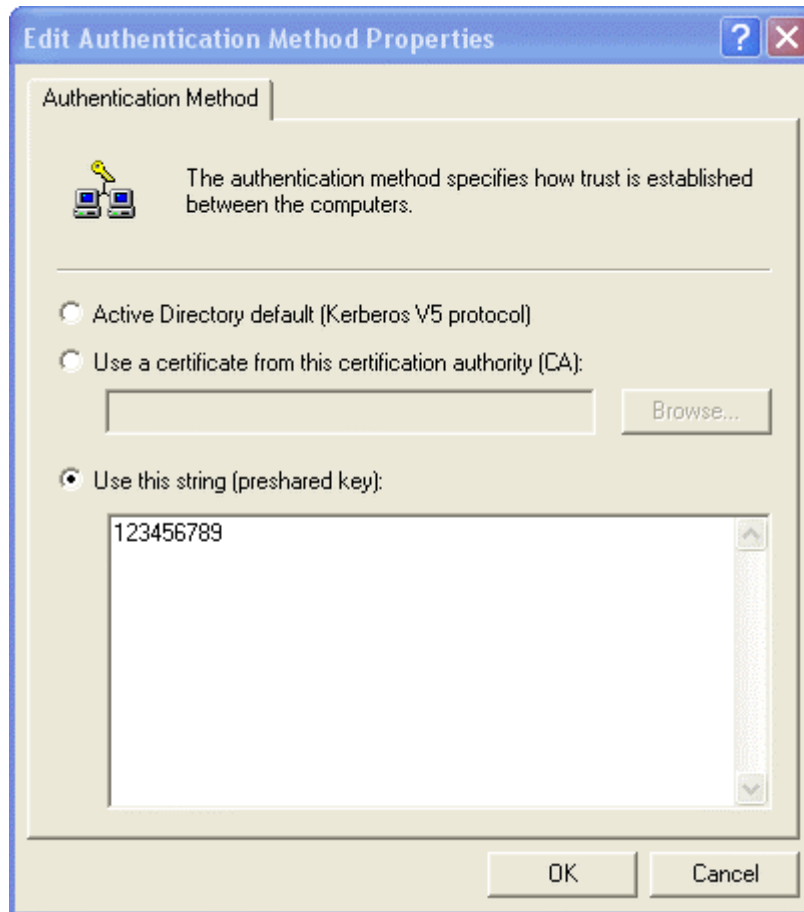 Edit Authentication Method Properties
Authentication Method
The authentication method specifies how trust is established
between the computers.
Active Directory default (Kerberos V5 protocol)
Use a certificate from this certification authority (CA):
Browse...
Use this string (preshared key):
123456789
OK
Cancel